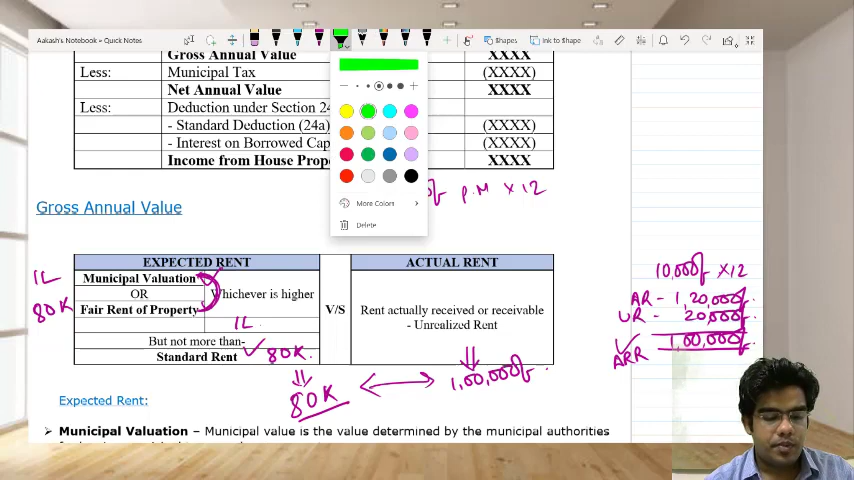 Aakash's Notebook » Quick Notes
Shapes
Ink to Shape
Gross Annual Value XXXX
Less: Municipal Tax (XXXX)
Net Annual Value XXXX
Less: Deduction under Section 24
- Standard Deduction (24a) (XXXX)
- Interest on Borrowed Cap (XXXX)
Income from House Prope XXXX
More Colors
Delete
P.M × 12
Gross Annual Value
EXPECTED RENT V/S ACTUAL RENT
1L Municipal Valuation
OR Whichever is higher
80K Fair Rent of Property
1L
But not more than-
Standard Rent 80K.
Rent actually received or receivable
- Unrealized Rent
80K 1,00,000/-
10,000/- ×12
AR - 1,20,000/-
UR - 20,000/-
ARR 1,00,000/-
Expected Rent:
Municipal Valuation – Municipal value is the value determined by the municipal authorities